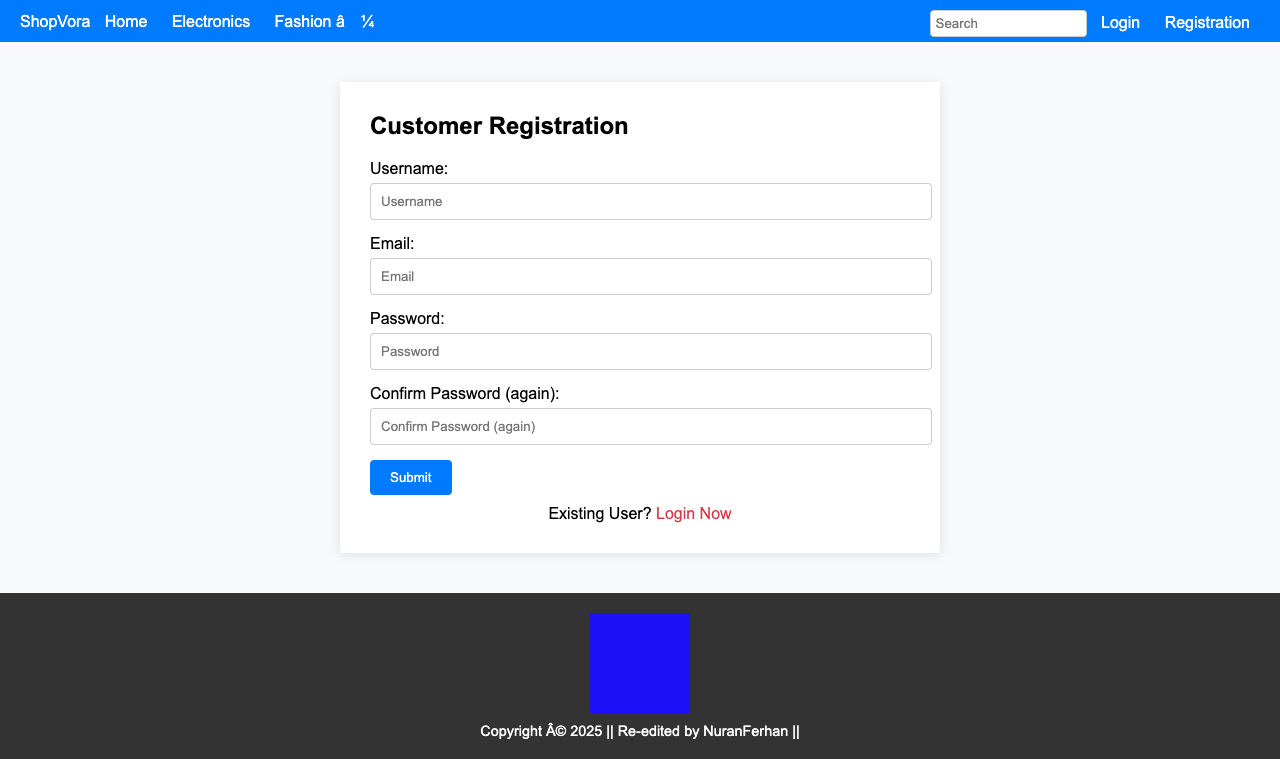 ShopVora Home Electronics Fashion â ¼ Search Login Registration
Customer Registration
Username:
Username
Email:
Email
Password:
Password
Confirm Password (again):
Confirm Password (again)
Submit
Existing User? Login Now
Copyright Â© 2025 || Re-edited by NuranFerhan ||